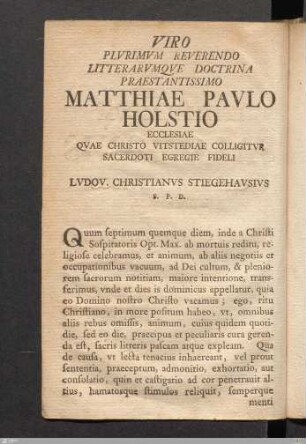 VIRO
PLVRIMVM REVERENDO
LITTERARVMQVE DOCTRINA
PRAESTANTISSIMO
MATTHIAE PAVLO
HOLSTIO
ECCLESIAE
QVAE CHRISTO VITSTEDIAE COLLIGITVR
SACERDOTI EGREGIE FIDELI
LVDOV. CHRISTIANVS STIEGEHAVSIVS
S. P. D.
Quum septimum quemque diem, inde a Christi
Sospitatoris Opt. Max. ab mortuis reditu, re-
ligiose celebramus, et animum, ab aliis negotiis et
occupationibus vacuum, ad Dei cultum, & plenio-
rem sacrorum notitiam, maiore intentione, trans-
ferimus, vnde et dies is dominicus appellatur, quia
eo Domino nostro Christo vacamus; ego, ritu
Christiano, in more positum habeo, vt, omnibus
aliis rebus omissis, animum, cuius quidem quoti-
die, sed eo die, praecipua et peculiaris cura geren-
da est, sacris litteris pascam atque expleam. Qua
de causa, vt lecta tenacius inhaereant, vel prout
sententia, praeceptum, admonitio, exhortatio, aut
consolatio, quin et castigatio ad cor penetrauit al-
tius, hamatosque stimulos reliquit, semperque
menti